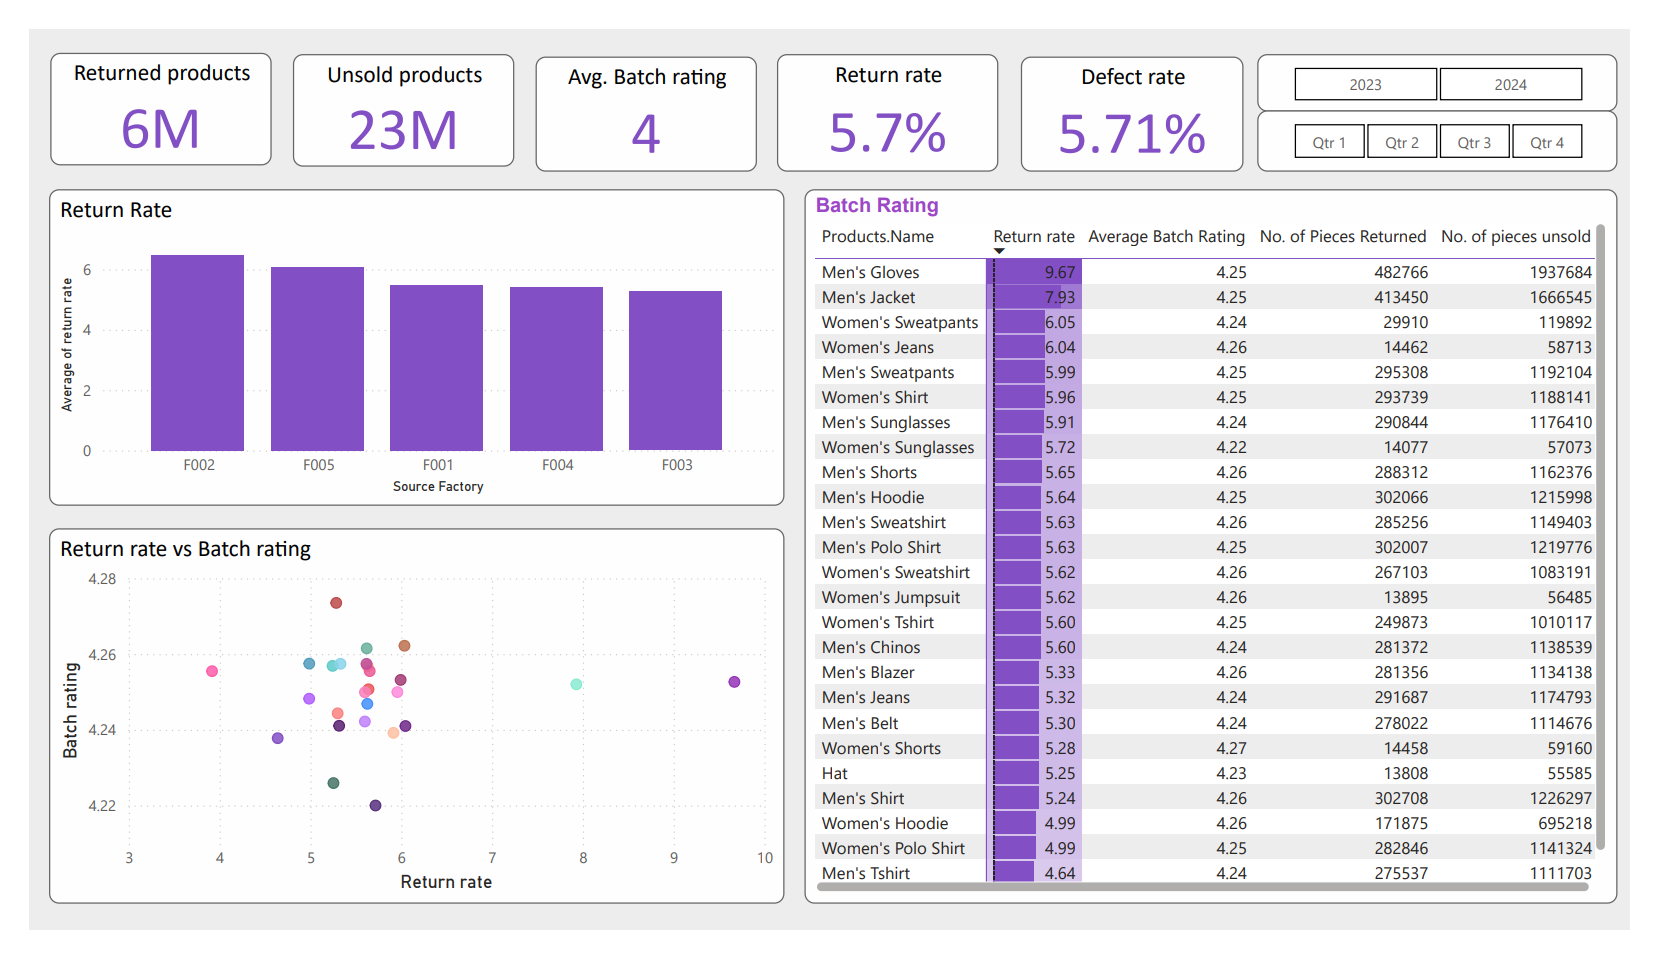 Returned products
6M
Unsold products
23M
Avg. Batch rating
4
Return rate
5.7%
Defect rate
5.71%
2023 2024
Qtr 1 Qtr 2 Qtr 3 Qtr 4
Return Rate
Average of return rate
6
4
2
0
F002 F005 F001 F004 F003
Source Factory
Return rate vs Batch rating
Batch rating
4.28
4.26
4.24
4.22
3 4 5 6 7 8 9 10
Return rate
Batch Rating
Products.Name Return rate Average Batch Rating No. of Pieces Returned No. of pieces unsold
Men's Gloves 9.67 4.25 482766 1937684
Men's Jacket 7.93 4.25 413450 1666545
Women's Sweatpants 6.05 4.24 29910 119892
Women's Jeans 6.04 4.26 14462 58713
Men's Sweatpants 5.99 4.25 295308 1192104
Women's Shirt 5.96 4.25 293739 1188141
Men's Sunglasses 5.91 4.24 290844 1176410
Women's Sunglasses 5.72 4.22 14077 57073
Men's Shorts 5.65 4.26 288312 1162376
Men's Hoodie 5.64 4.25 302066 1215998
Men's Sweatshirt 5.63 4.26 285256 1149403
Men's Polo Shirt 5.63 4.25 302007 1219776
Women's Sweatshirt 5.62 4.26 267103 1083191
Women's Jumpsuit 5.62 4.26 13895 56485
Women's Tshirt 5.60 4.25 249873 1010117
Men's Chinos 5.60 4.24 281372 1138539
Men's Blazer 5.33 4.26 281356 1134138
Men's Jeans 5.32 4.24 291687 1174793
Men's Belt 5.30 4.24 278022 1114676
Women's Shorts 5.28 4.27 14458 59160
Hat 5.25 4.23 13808 55585
Men's Shirt 5.24 4.26 302708 1226297
Women's Hoodie 4.99 4.26 171875 695218
Women's Polo Shirt 4.99 4.25 282846 1141324
Men's Tshirt 4.64 4.24 275537 1111703